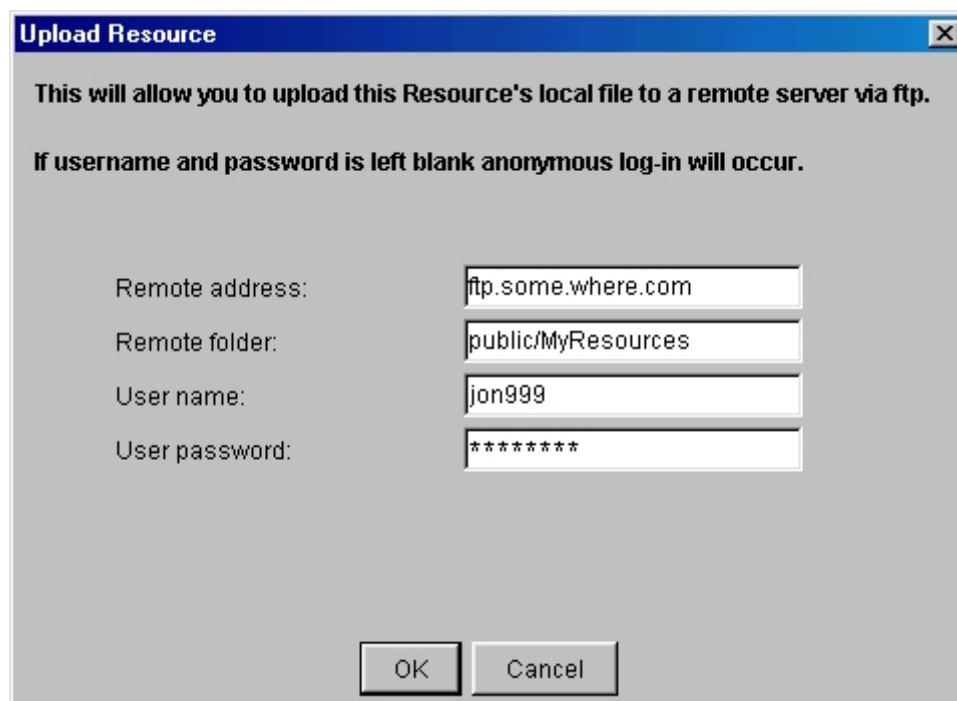 Upload Resource
This will allow you to upload this Resource's local file to a remote server via ftp.
If username and password is left blank anonymous log-in will occur.
Remote address: ftp.some.where.com
Remote folder: public/MyResources
User name: jon999
User password: ********
OK Cancel